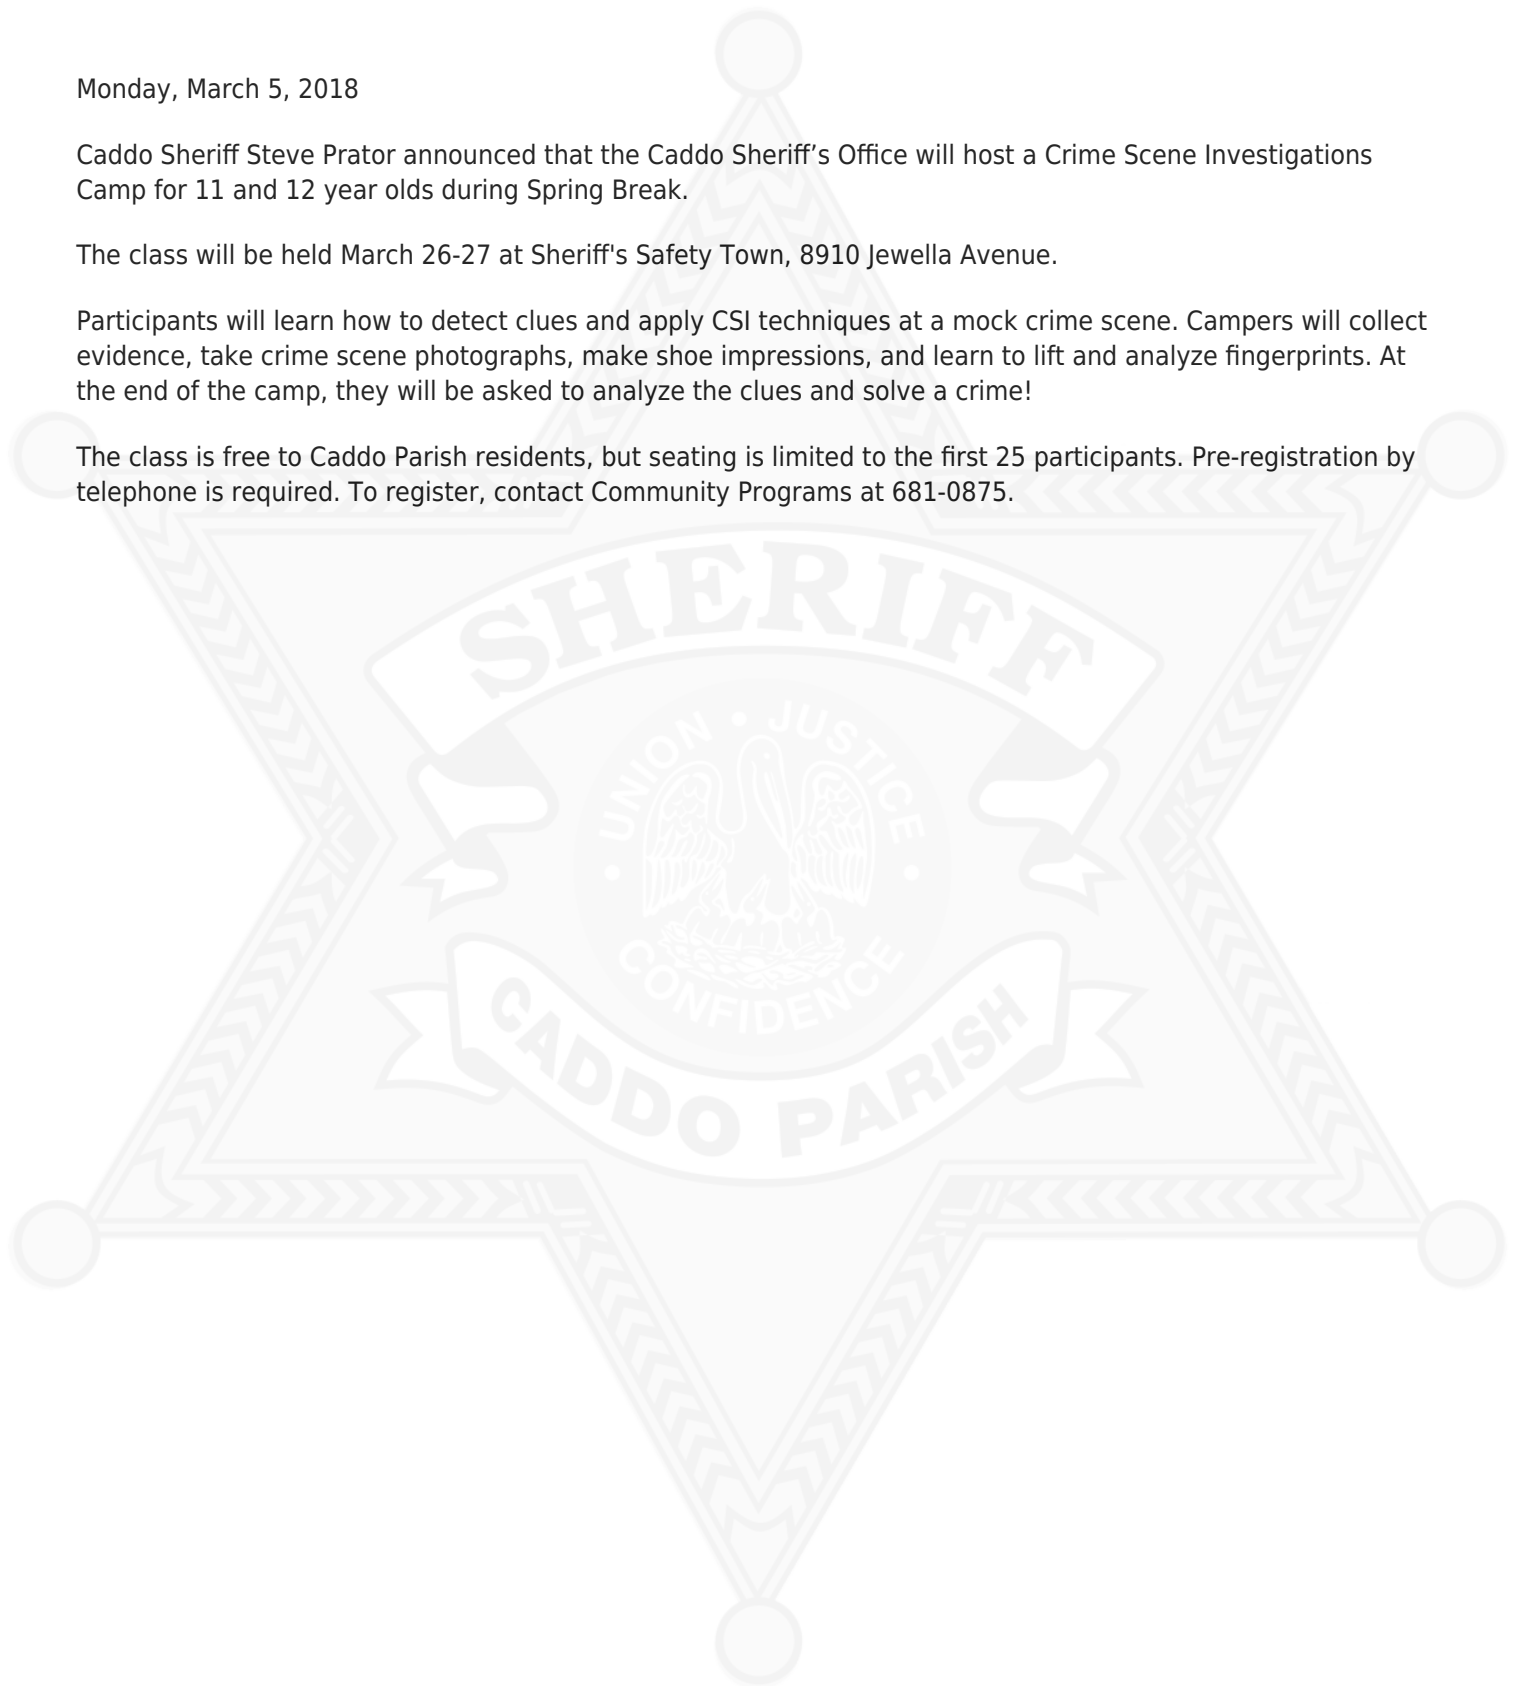 Monday, March 5, 2018
Caddo Sheriff Steve Prator announced that the Caddo Sheriff’s Office will host a Crime Scene Investigations
Camp for 11 and 12 year olds during Spring Break.
The class will be held March 26-27 at Sheriff's Safety Town, 8910 Jewella Avenue.
Participants will learn how to detect clues and apply CSI techniques at a mock crime scene. Campers will collect
evidence, take crime scene photographs, make shoe impressions, and learn to lift and analyze fingerprints. At
the end of the camp, they will be asked to analyze the clues and solve a crime!
The class is free to Caddo Parish residents, but seating is limited to the first 25 participants. Pre-registration by
telephone is required. To register, contact Community Programs at 681-0875.
SHERIFF
UNION • JUSTICE
• CONFIDENCE •
CADDO PARISH